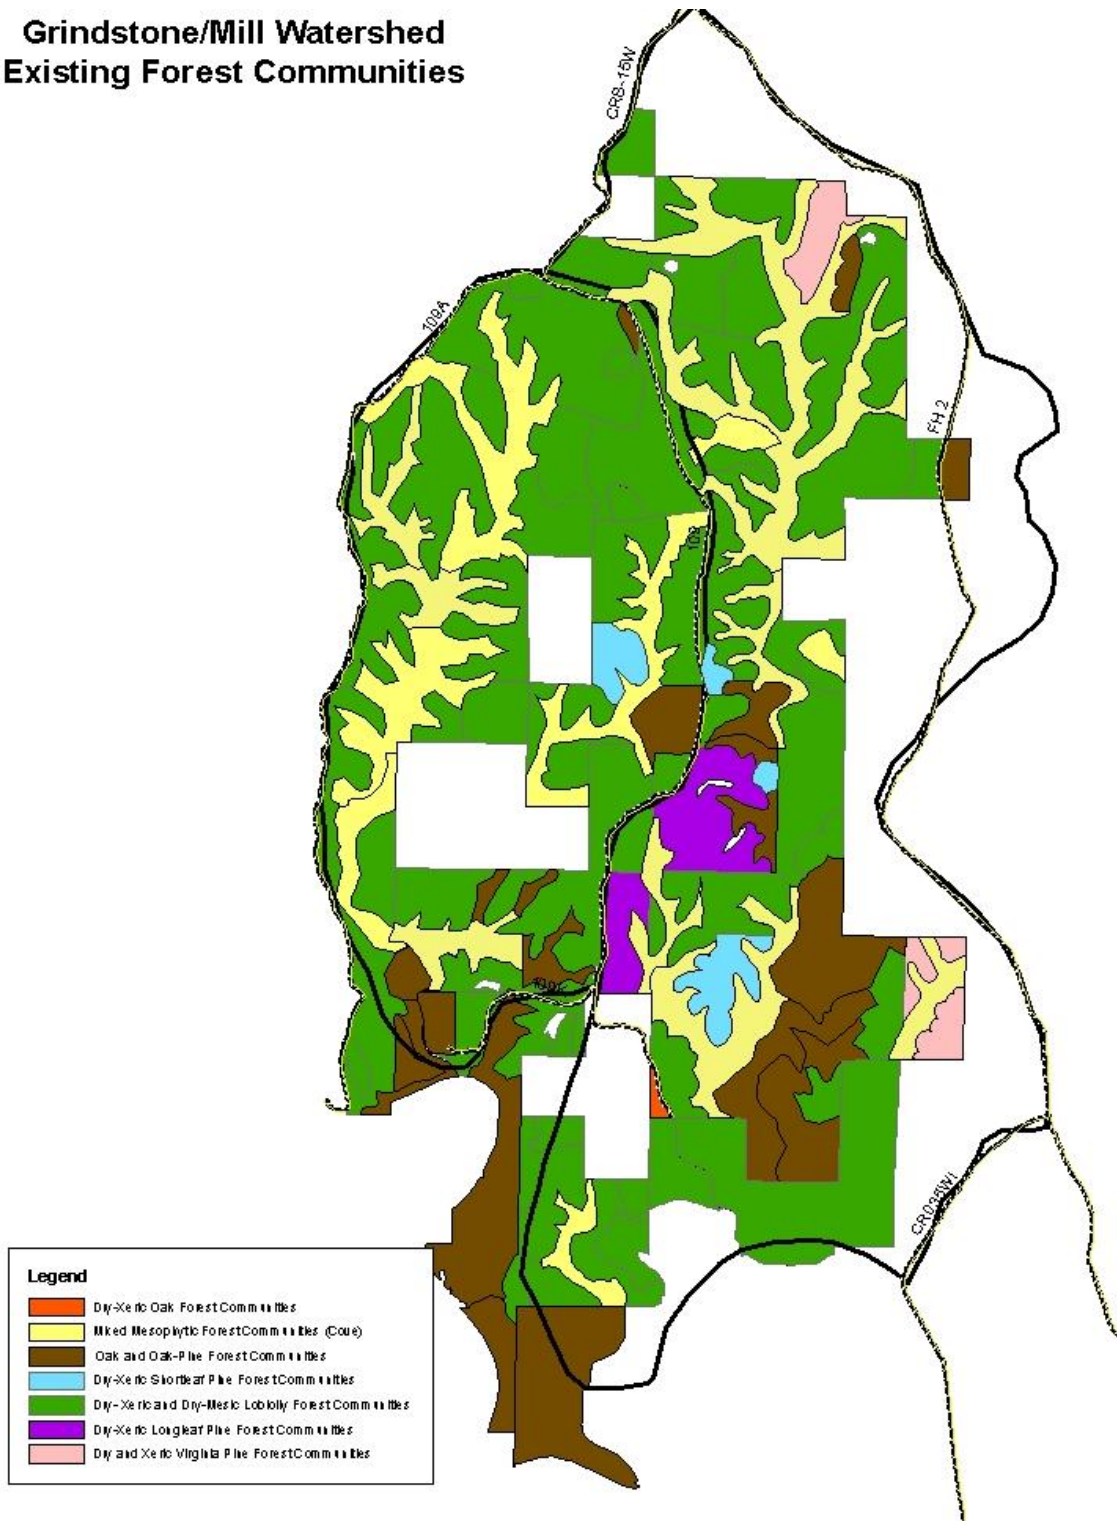 Grindstone/Mill Watershed
Existing Forest Communities
CRS-15W
109A
FH 2
109
CR035WI
Legend
Dry-Xeric Oak Forest Communities
Mixed Mesophytic Forest Communities (Cove)
Oak and Oak-Pine Forest Communities
Dry-Xeric Shortleaf Pine Forest Communities
Dry- Xeric and Dry-Mesic Loblolly Forest Communities
Dry-Xeric Longleaf Pine Forest Communities
Dry and Xeric Virginia Pine Forest Communities